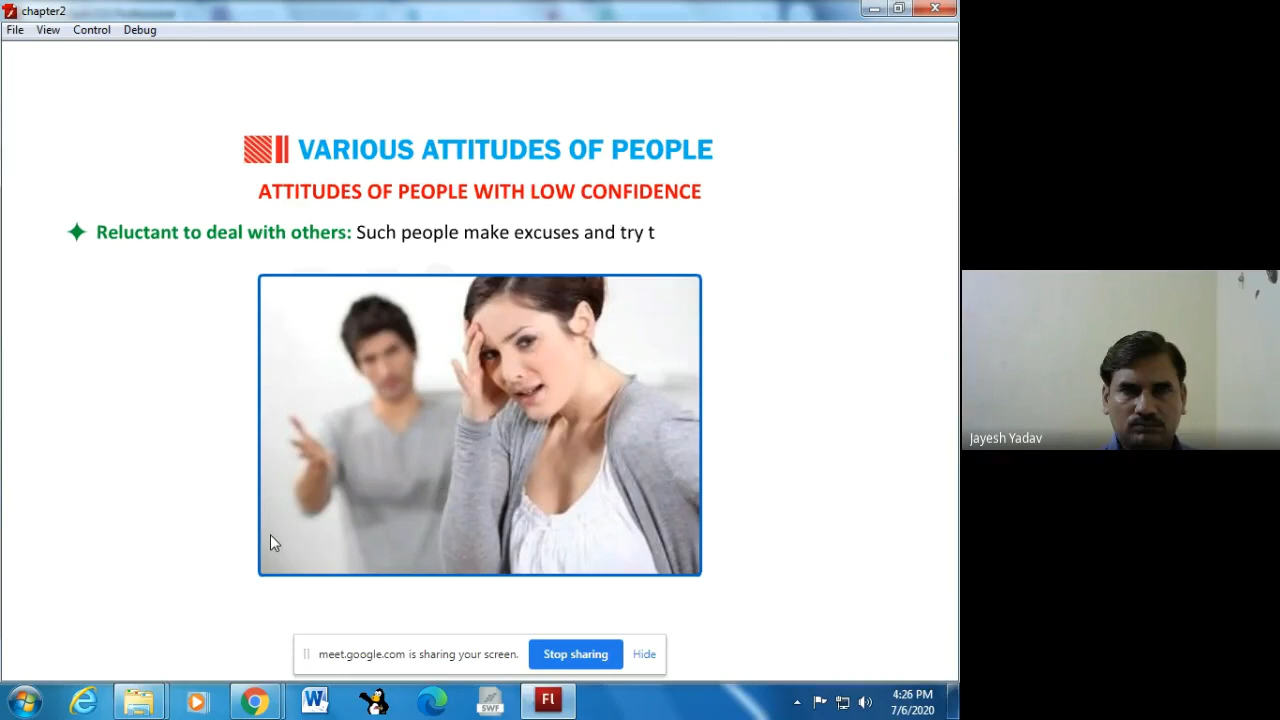 chapter2
File View Control Debug
VARIOUS ATTITUDES OF PEOPLE
ATTITUDES OF PEOPLE WITH LOW CONFIDENCE
Reluctant to deal with others: Such people make excuses and try t
Jayesh Yadav
meet.google.com is sharing your screen. Stop sharing Hide
W SWF Fl
4:26 PM
7/6/2020